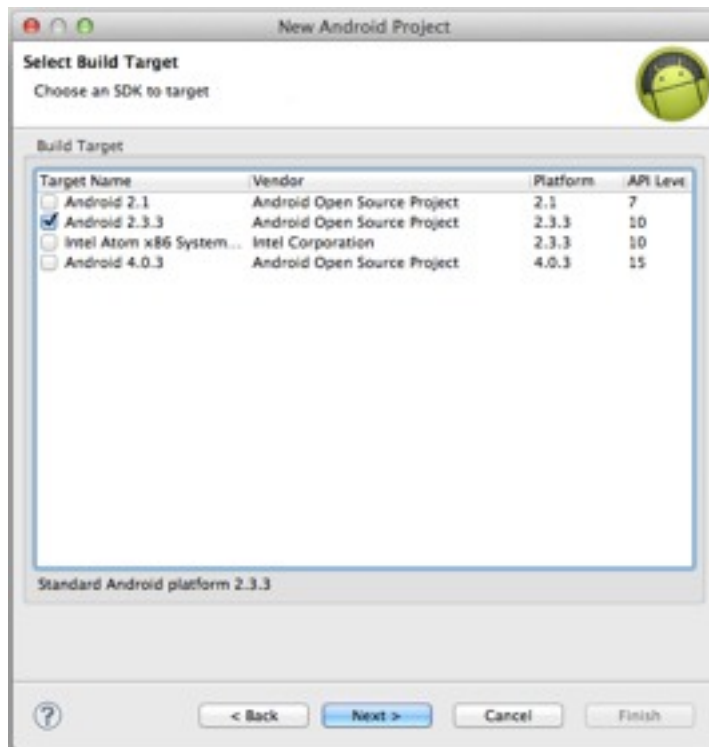 New Android Project
Select Build Target
Choose an SDK to target
Build Target
Target Name Vendor Platform API Leve
Android 2.1 Android Open Source Project 2.1 7
Android 2.3.3 Android Open Source Project 2.3.3 10
Intel Atom x86 System... Intel Corporation 2.3.3 10
Android 4.0.3 Android Open Source Project 4.0.3 15
Standard Android platform 2.3.3
? < Back Next > Cancel Finish